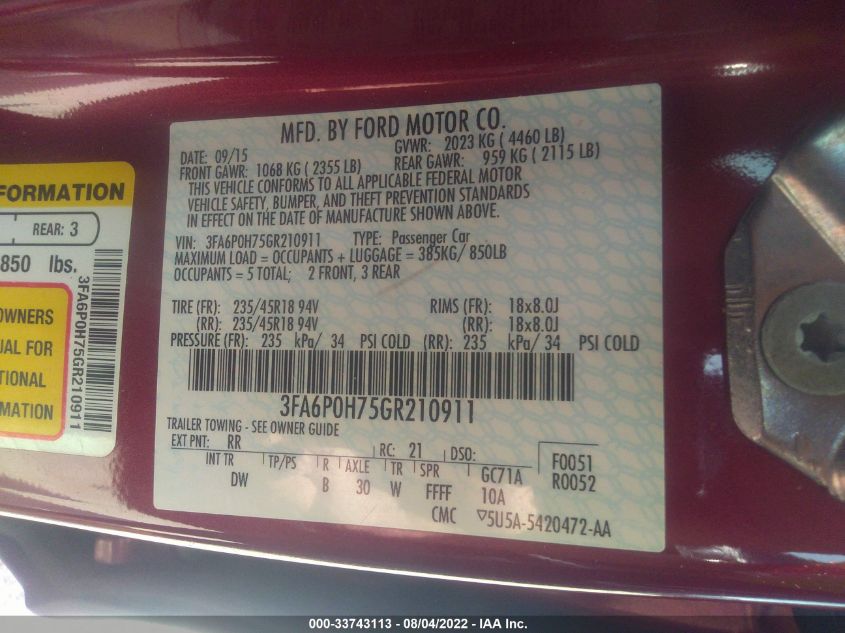 MFD. BY FORD MOTOR CO.
DATE: 09/15 GVWR: 2023 KG ( 4460 LB)
FRONT GAWR: 1068 KG ( 2355 LB) REAR GAWR: 959 KG ( 2115 LB)
THIS VEHICLE CONFORMS TO ALL APPLICABLE FEDERAL MOTOR
VEHICLE SAFETY, BUMPER, AND THEFT PREVENTION STANDARDS
IN EFFECT ON THE DATE OF MANUFACTURE SHOWN ABOVE.
VIN: 3FA6P0H75GR210911 TYPE: Passenger Car
MAXIMUM LOAD = OCCUPANTS + LUGGAGE = 385KG/ 850LB
OCCUPANTS = 5 TOTAL; 2 FRONT, 3 REAR
TIRE (FR): 235/45R18 94V RIMS (FR): 18x8.0J
(RR): 235/45R18 94V (RR): 18x8.0J
PRESSURE (FR): 235 kPa/ 34 PSI COLD (RR): 235 kPa/ 34 PSI COLD
3FA6P0H75GR210911
TRAILER TOWING - SEE OWNER GUIDE
EXT PNT: RR RC: 21 DSO: F0051
INT TR TP/PS R AXLE TR SPR GC71A R0052
DW B 30 W FFFF 10A
CMC 5U5A-5420472-AA
FORMATION
REAR: 3
850 lbs.
OWNERS
UAL FOR
TIONAL
MATION
3FA6P0H75GR210911
000-33743113 - 08/04/2022 - IAA Inc.